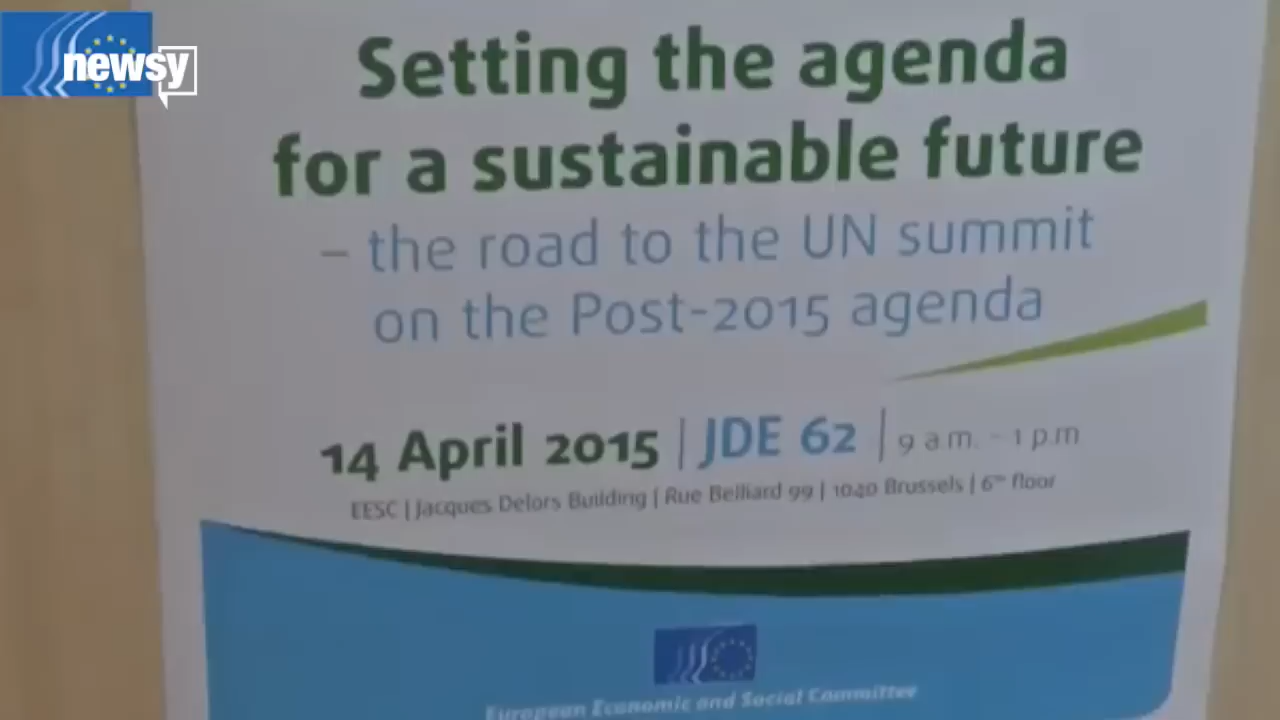 newsy
Setting the agenda
for a sustainable future
– the road to the UN summit
on the Post-2015 agenda
14 April 2015 | JDE 62 | 9 a.m. - 1 p.m
EESC | Jacques Delors Building | Rue Belliard 99 | 1040 Brussels | 6th floor
European Economic and Social Committee